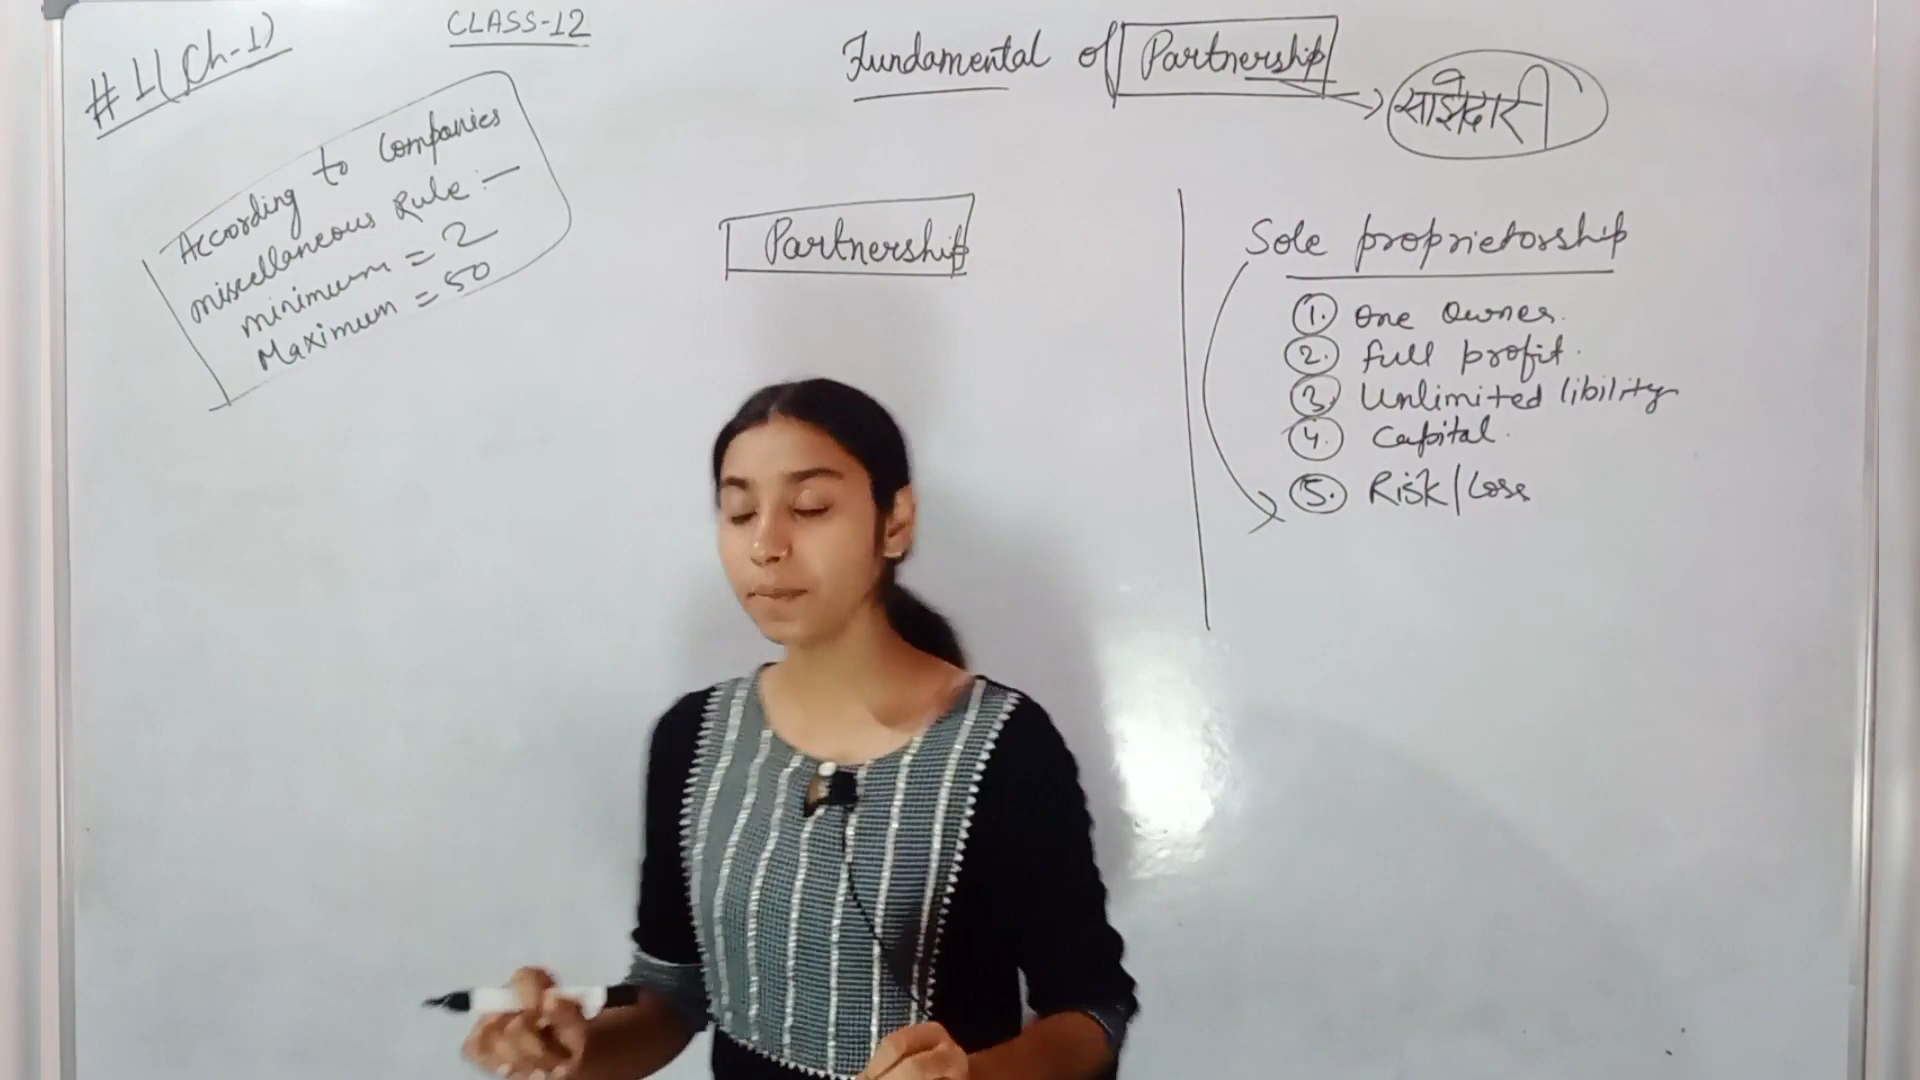 # 1 (Ch-1)
CLASS-12
Fundamental of Partnership
साझेदारी
According to Companies
miscellaneous Rule :-
minimum = 2
Maximum = 50
Partnership
Sole proprietorship
1. One Owner.
2. full profit.
3. Unlimited libility
4. Capital.
5. Risk/Loss